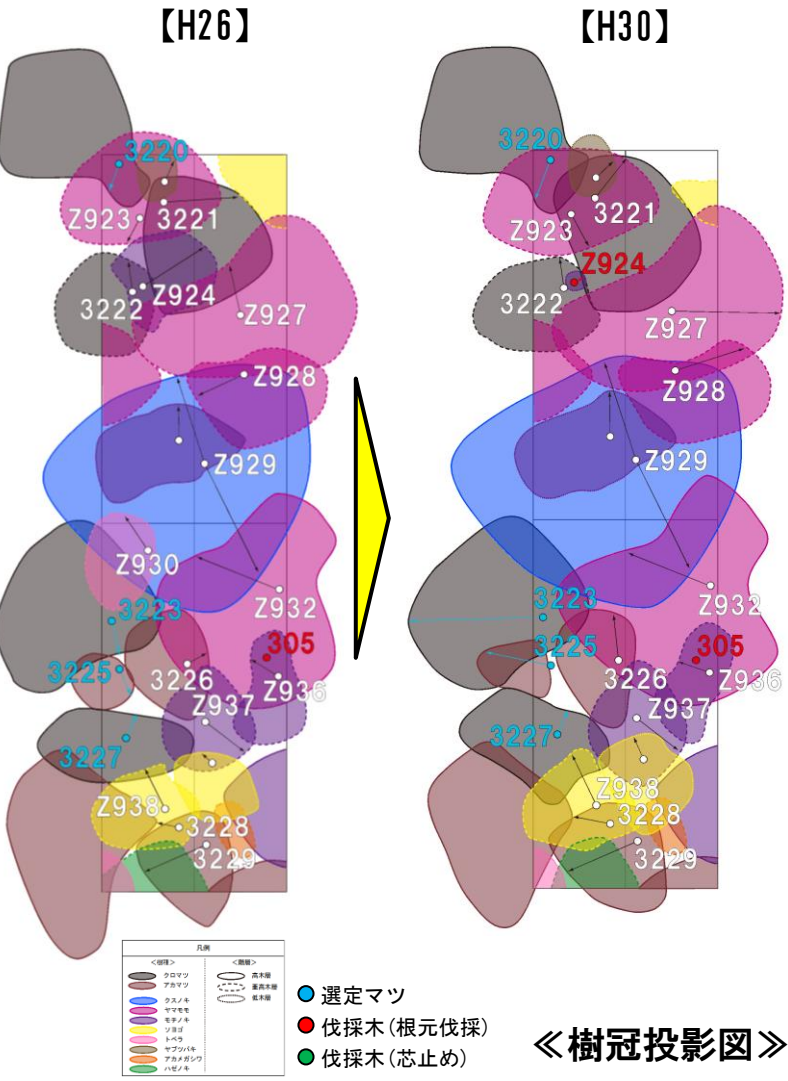 【H26】
【H30】
3220
Z923
3221
3222
Z924
Z927
Z928
Z929
Z930
3223
Z932
3225
305
3226
Z936
Z937
3227
Z938
3228
3229
3220
Z923
3221
Z924
3222
Z927
Z928
Z929
3223
Z932
3225
305
3226
Z936
Z937
3227
Z938
3228
3229
凡例
<樹種>
<階層>
クロマツ
アカマツ
クスノキ
ヤマモモ
モチノキ
ソヨゴ
トベラ
ヤブツバキ
アカメガシワ
ハゼノキ
高木層
亜高木層
低木層
選定マツ
伐採木(根元伐採)
伐採木(芯止め)
≪樹冠投影図≫